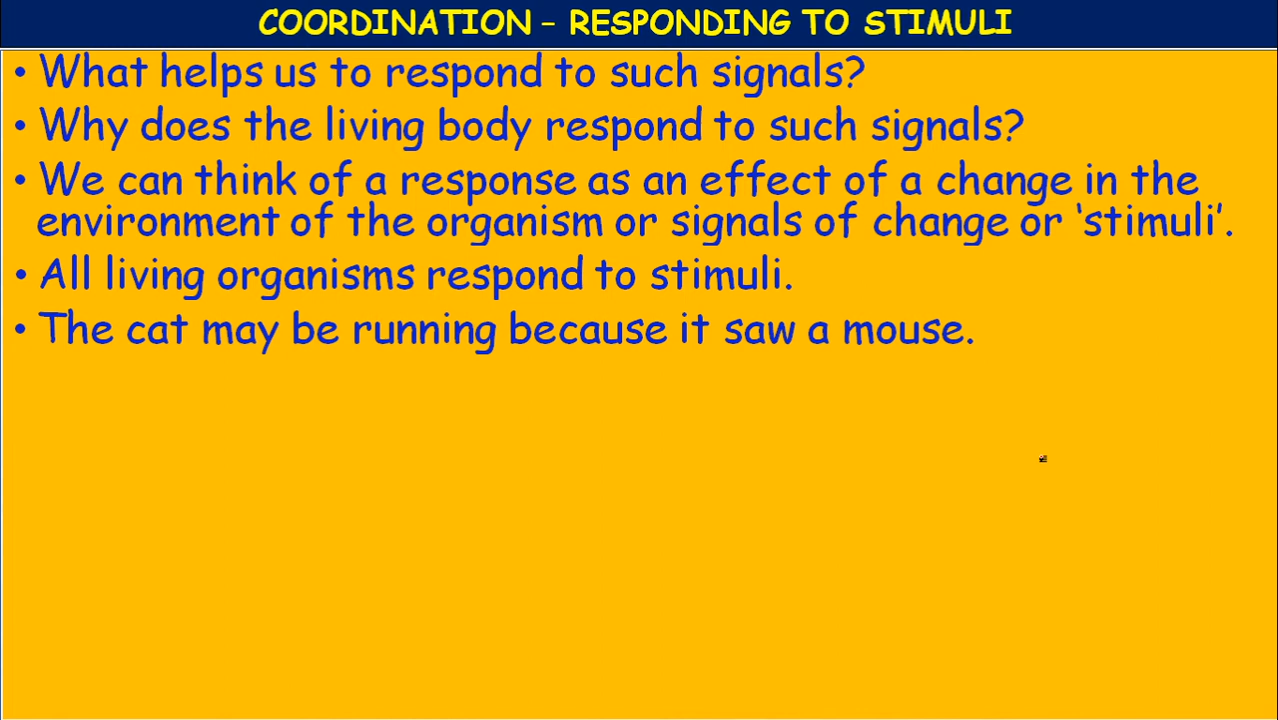 COORDINATION – RESPONDING TO STIMULI
• What helps us to respond to such signals?
• Why does the living body respond to such signals?
• We can think of a response as an effect of a change in the
environment of the organism or signals of change or ‘stimuli’.
• All living organisms respond to stimuli.
• The cat may be running because it saw a mouse.